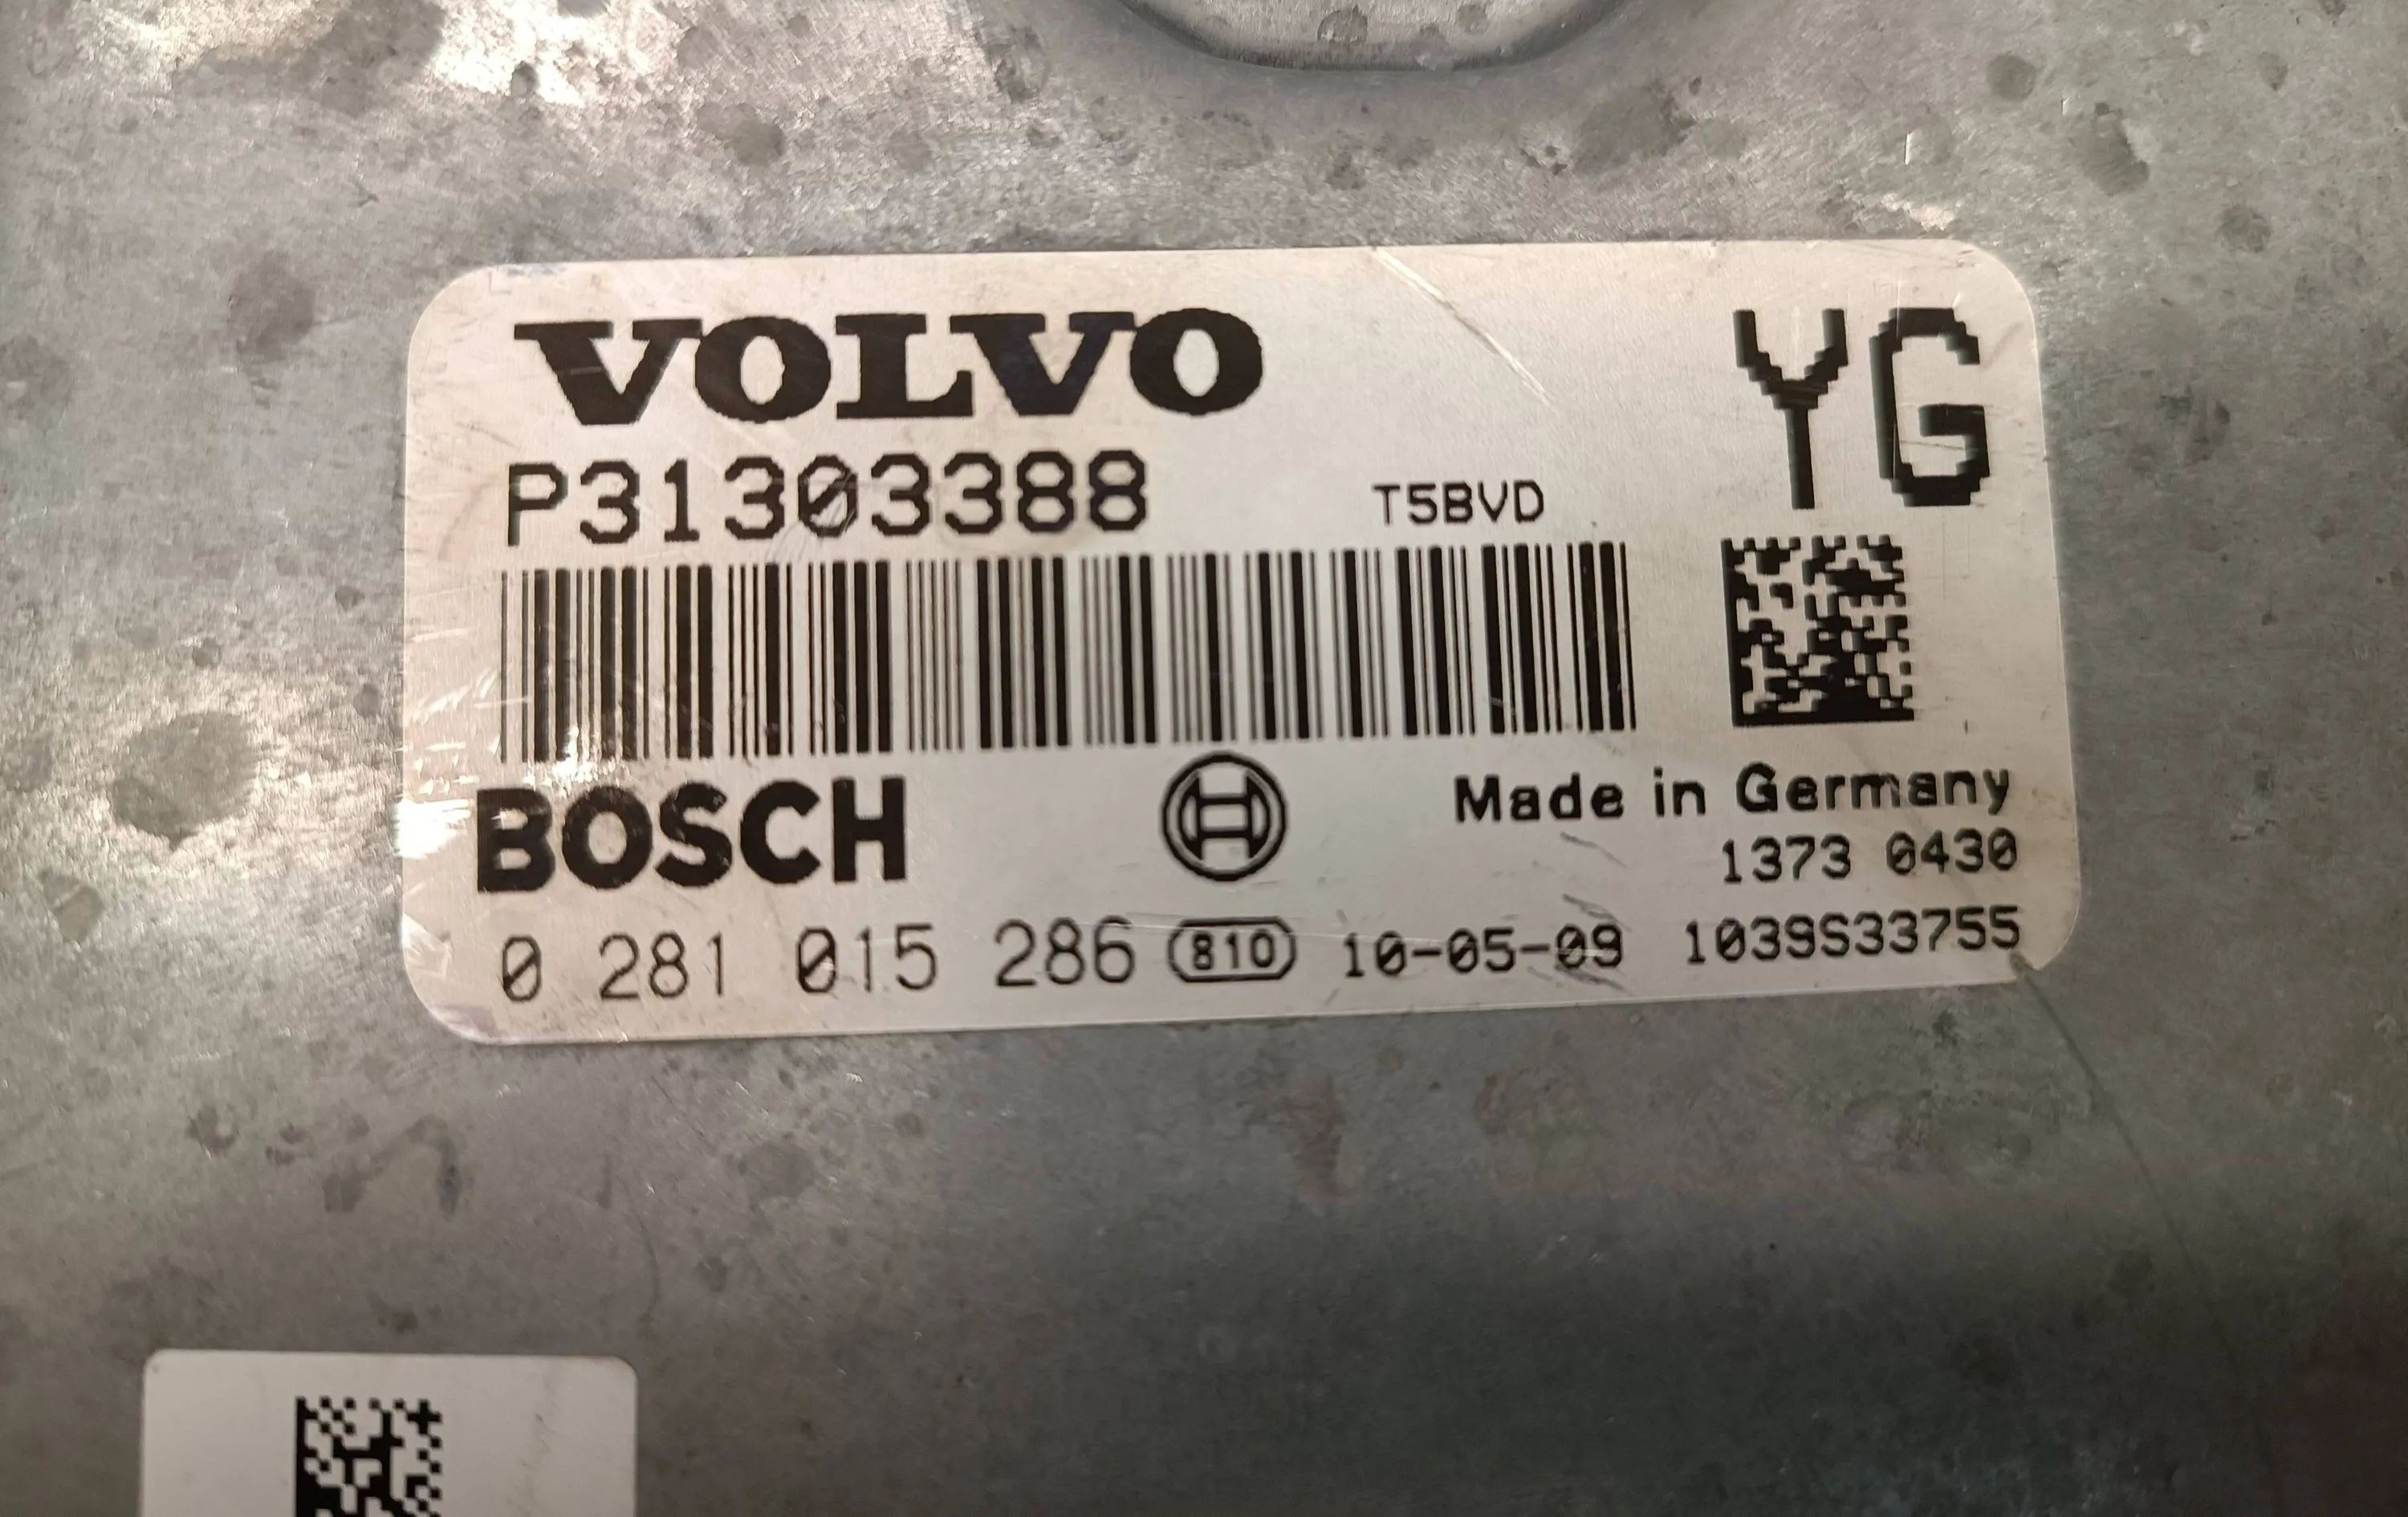 VOLVO
YG
P31303388
T5BVD
BOSCH
Made in Germany
1373 0430
0 281 015 286 810 10-05-09 1039S33755